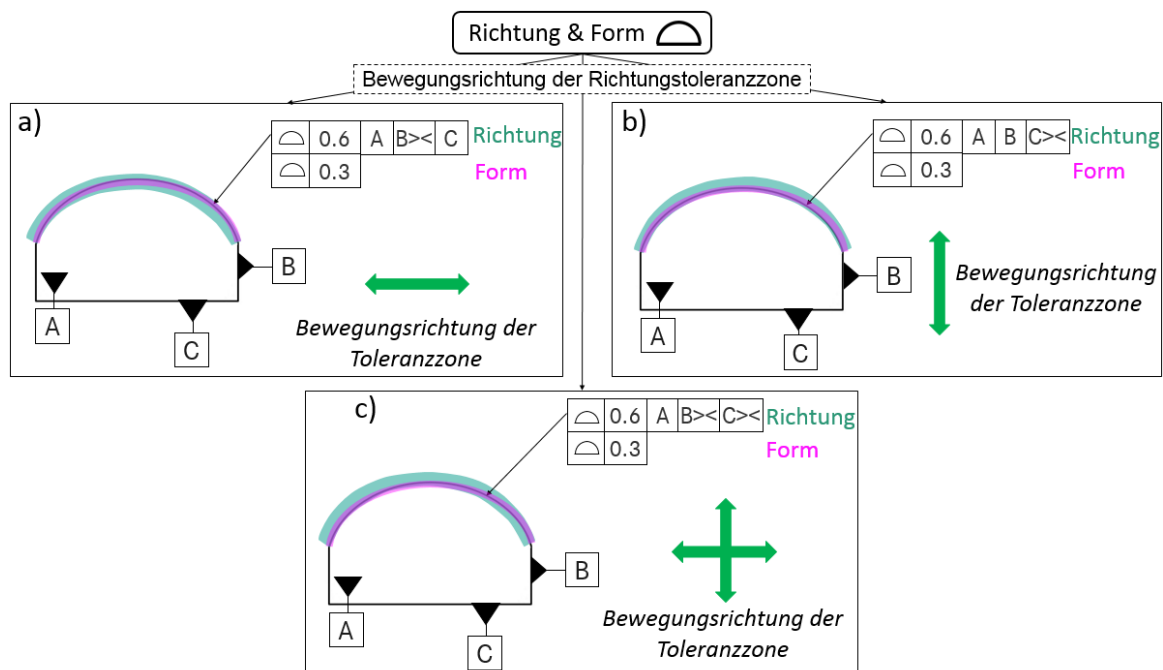 Richtung & Form
Bewegungsrichtung der Richtungstoleranzzone
a)
0.6 A B>< C Richtung
0.3 Form
B
A
C
Bewegungsrichtung der
Toleranzzone
b)
0.6 A B C>< Richtung
0.3 Form
B
A
C
Bewegungsrichtung
der Toleranzzone
c)
0.6 A B>< C>< Richtung
0.3 Form
B
A
C
Bewegungsrichtung der
Toleranzzone